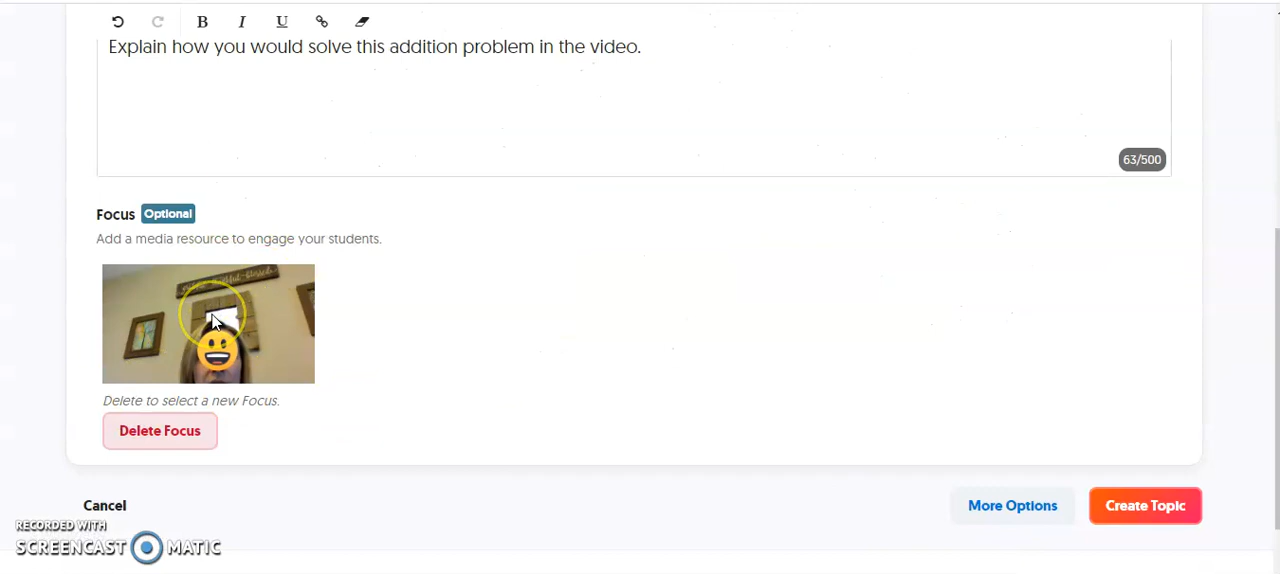 B I U
Explain how you would solve this addition problem in the video.
63/500
Focus Optional
Add a media resource to engage your students.
Delete to select a new Focus.
Delete Focus
Cancel
More Options
Create Topic
RECORDED WITH
SCREENCAST MATIC